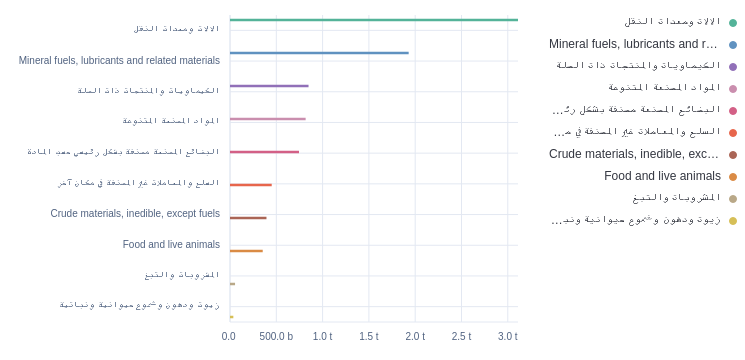 الالات ومعدات النقل
Mineral fuels, lubricants and related materials
الكيماويات والمنتجات ذات الصلة
المواد المصنعة المتنوعة
البضائع المصنعة مصنفة بشكل رئيسي حسب المادة
السلع والمعاملات غير المصنفة في مكان آخر
Crude materials, inedible, except fuels
Food and live animals
المشروبات والتبغ
زيوت ودهون وشموع حيوانية ونباتية
0.0 500.0 b 1.0 t 1.5 t 2.0 t 2.5 t 3.0 t
الالات ومعدات النقل
Mineral fuels, lubricants and r...
الكيماويات والمنتجات ذات الصلة
المواد المصنعة المتنوعة
البضائع المصنعة مصنفة بشكل رئـ...
السلع والمعاملات غير المصنفة في مـ...
Crude materials, inedible, exc...
Food and live animals
المشروبات والتبغ
زيوت ودهون وشموع حيوانية ونبـ...